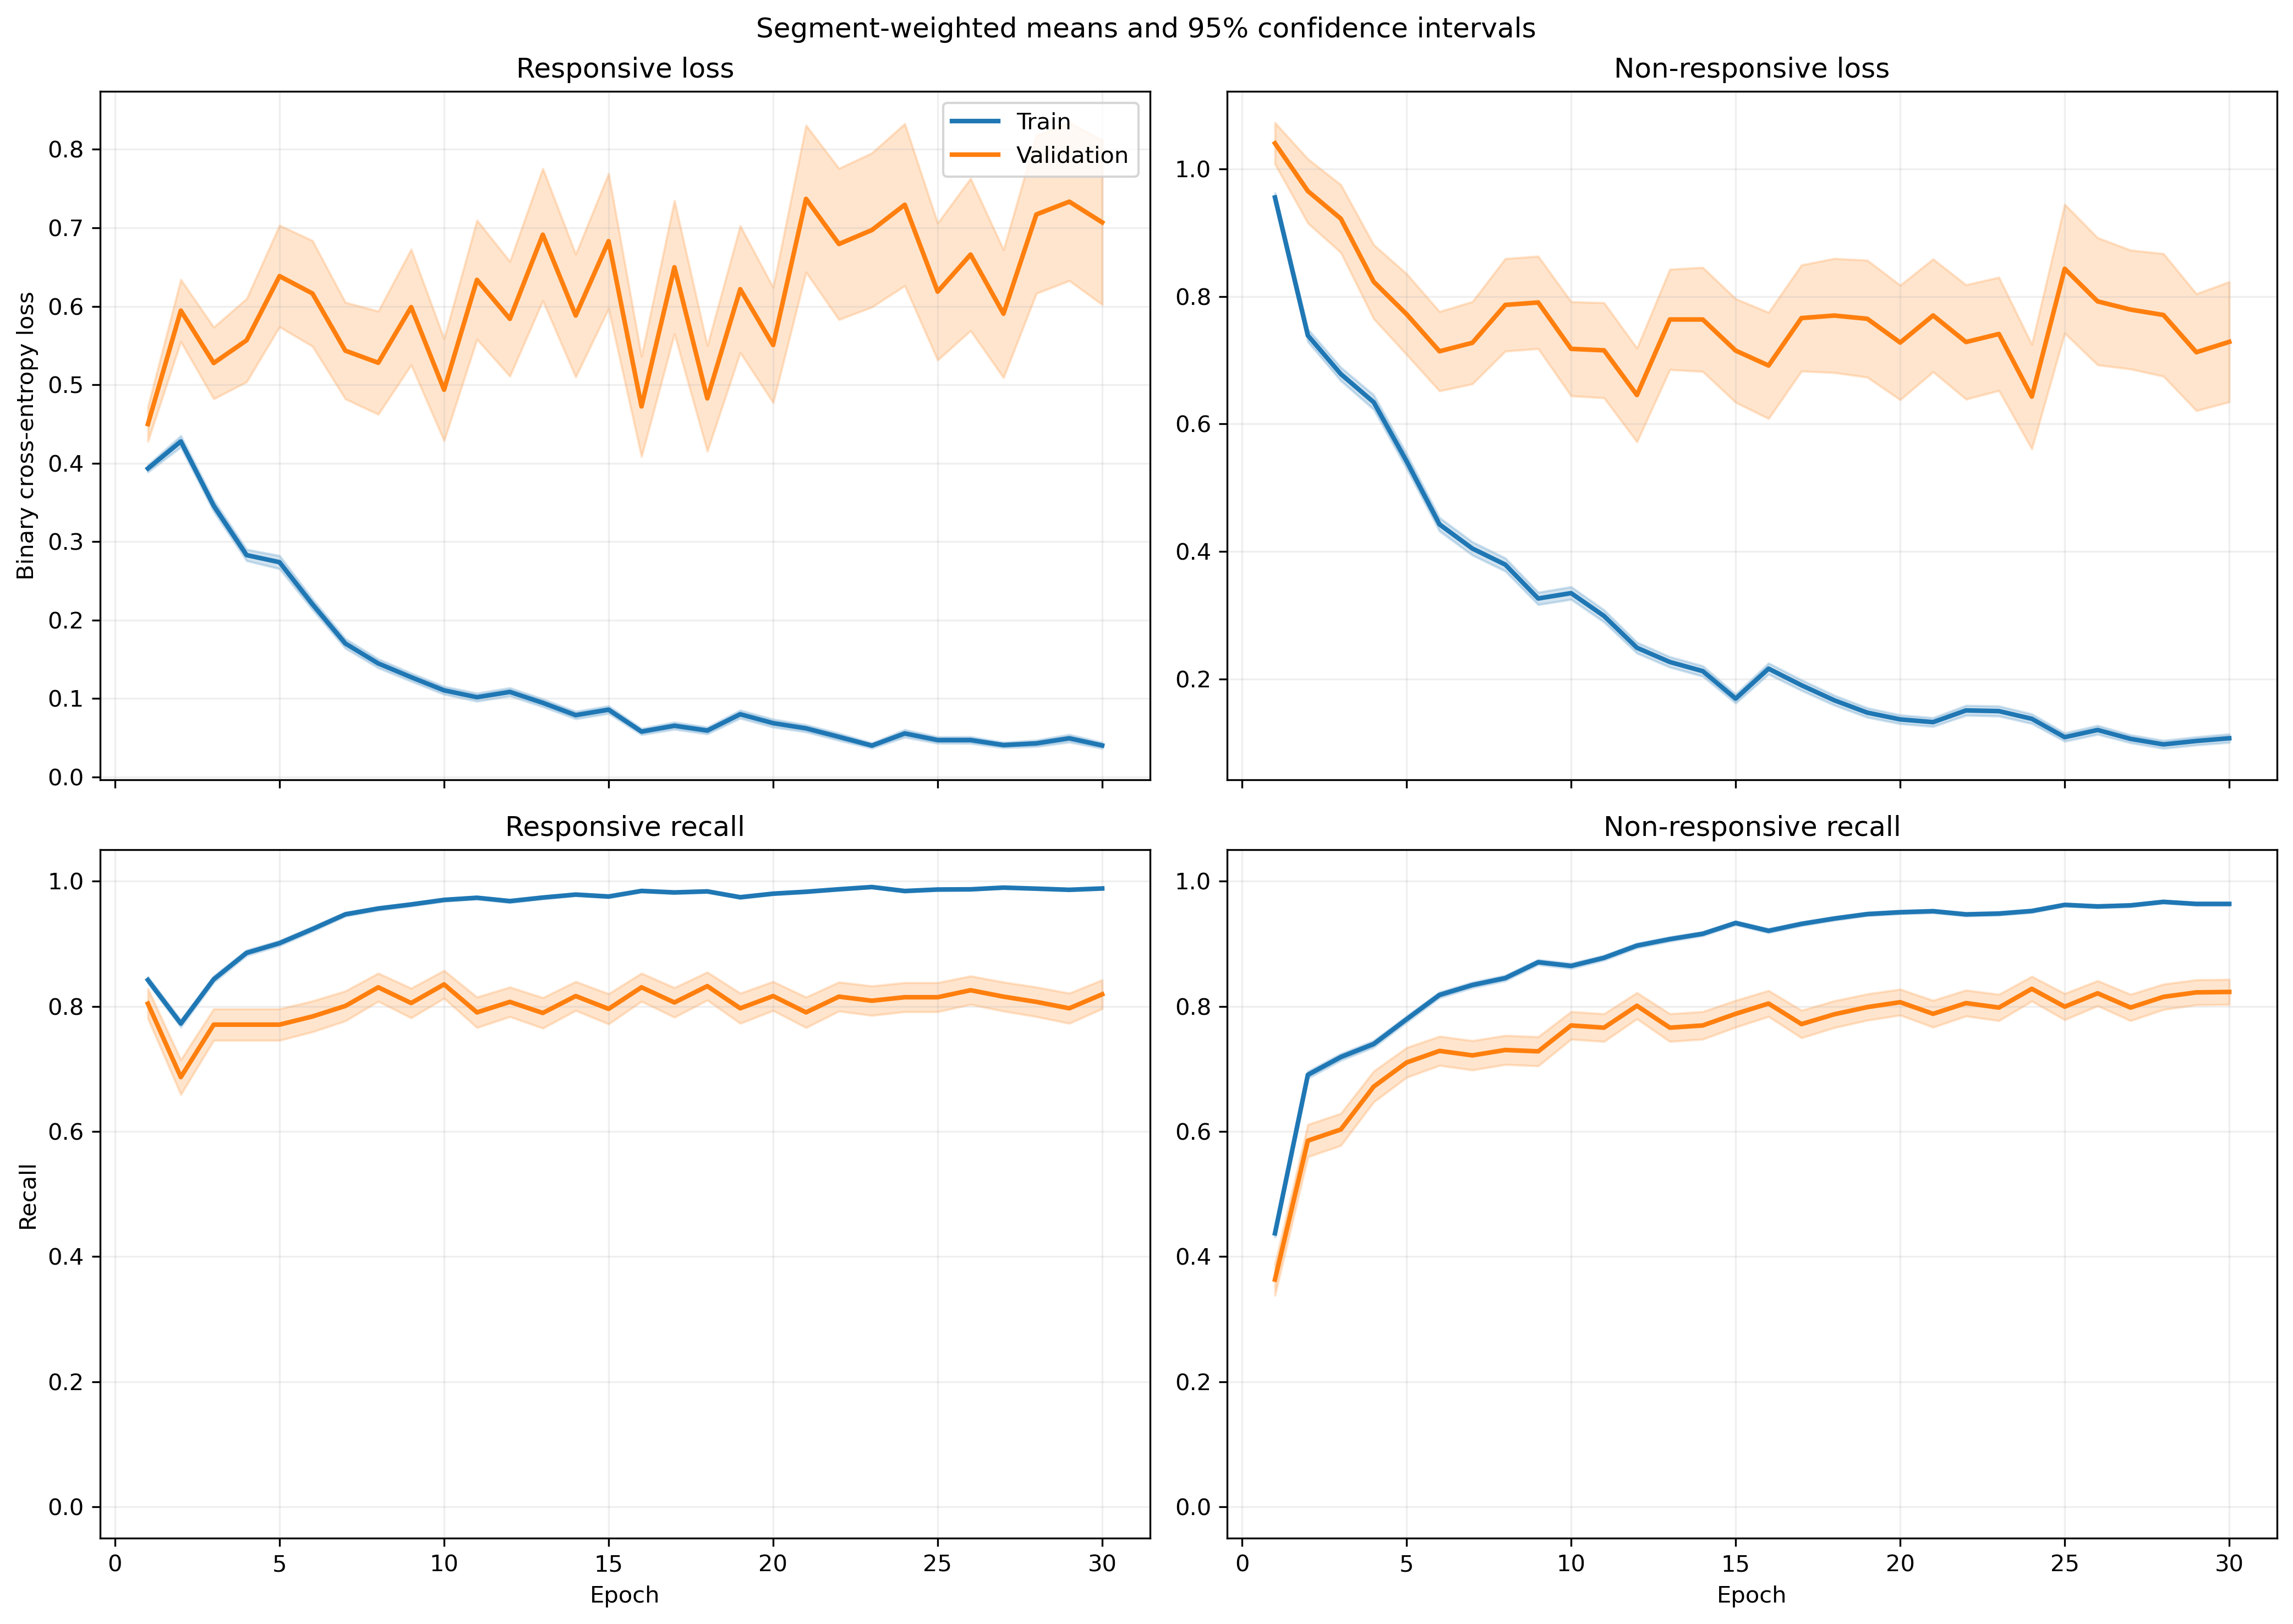 Segment-weighted means and 95% confidence intervals
Responsive loss
Non-responsive loss
Train
Validation
Binary cross-entropy loss
0.8
0.7
0.6
0.5
0.4
0.3
0.2
0.1
0.0
1.0
0.8
0.6
0.4
0.2
Responsive recall
Non-responsive recall
Recall
1.0
0.8
0.6
0.4
0.2
0.0
1.0
0.8
0.6
0.4
0.2
0.0
0 5 10 15 20 25 30
0 5 10 15 20 25 30
Epoch
Epoch